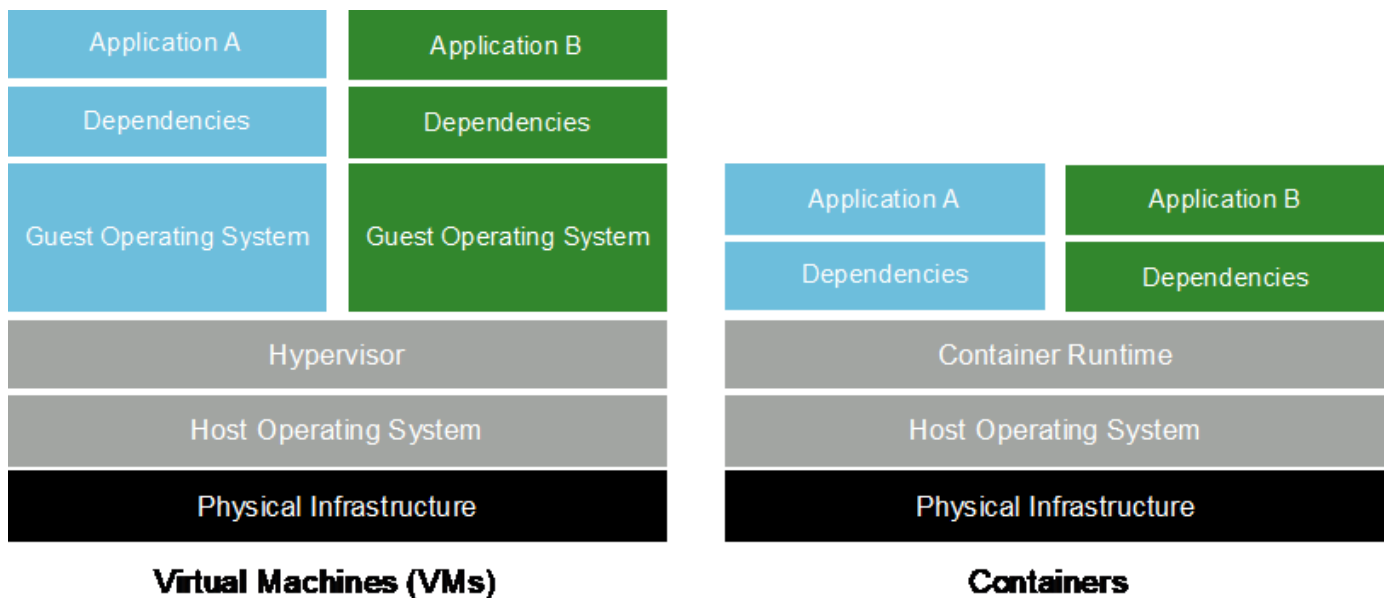 Application A
Application B
Dependencies
Dependencies
Guest Operating System
Guest Operating System
Hypervisor
Host Operating System
Physical Infrastructure
Virtual Machines (VMs)
Application A
Application B
Dependencies
Dependencies
Container Runtime
Host Operating System
Physical Infrastructure
Containers